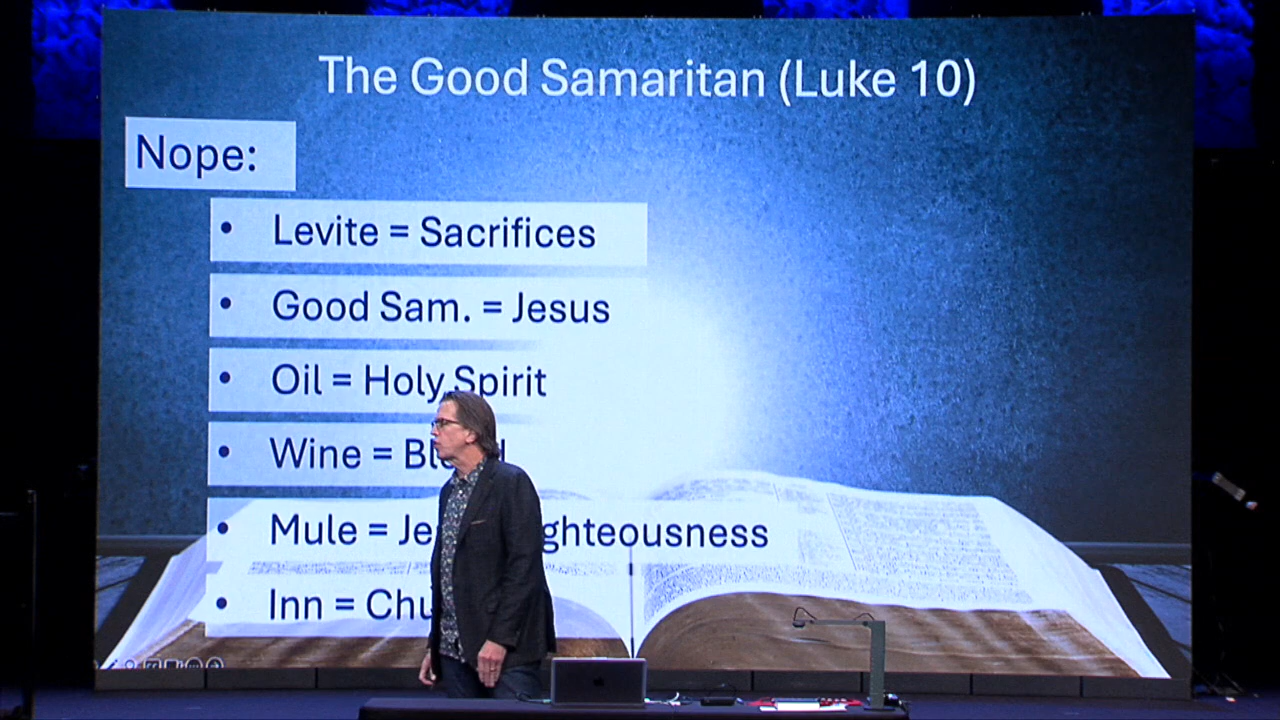 The Good Samaritan (Luke 10)
Nope:
• Levite = Sacrifices
• Good Sam. = Jesus
• Oil = Holy Spirit
• Wine =
• Mule =
• Inn =